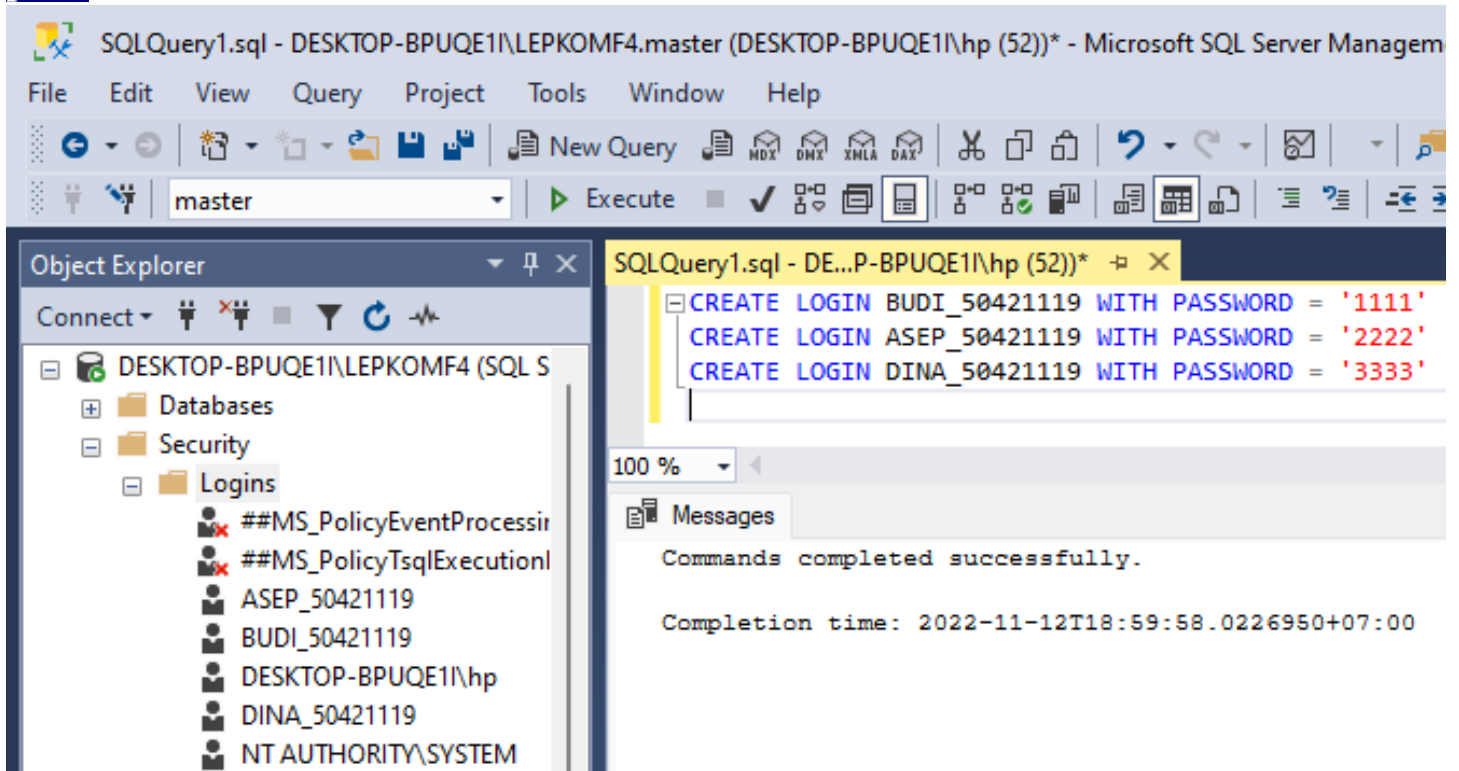 SQLQuery1.sql - DESKTOP-BPUQE1I\LEPKOMF4.master (DESKTOP-BPUQE1I\hp (52))* - Microsoft SQL Server Managem
File Edit View Query Project Tools Window Help
New Query MDX DMX XMLA DAX
master Execute
Object Explorer
Connect
DESKTOP-BPUQE1I\LEPKOMF4 (SQL S
Databases
Security
Logins
##MS_PolicyEventProcessin
##MS_PolicyTsqlExecutionl
ASEP_50421119
BUDI_50421119
DESKTOP-BPUQE1I\hp
DINA_50421119
NT AUTHORITY\SYSTEM
SQLQuery1.sql - DE...P-BPUQE1I\hp (52))*
CREATE LOGIN BUDI_50421119 WITH PASSWORD = '1111'
CREATE LOGIN ASEP_50421119 WITH PASSWORD = '2222'
CREATE LOGIN DINA_50421119 WITH PASSWORD = '3333'
100 %
Messages
Commands completed successfully.
Completion time: 2022-11-12T18:59:58.0226950+07:00